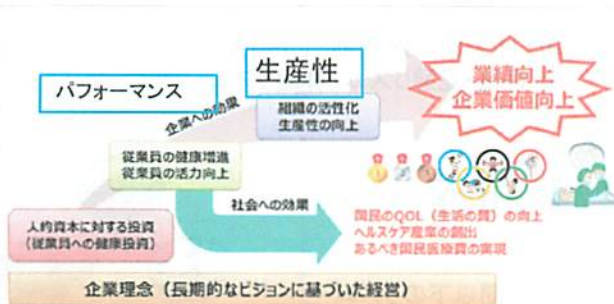 パフォーマンス
生産性
業績向上
企業価値向上
企業への効果
組織の活性化
生産性の向上
従業員の健康増進
従業員の活力向上
社会への効果
人的資本に対する投資
(従業員への健康投資)
国民のQOL(生活の質)の向上
ヘルスケア産業の創出
あるべき国民医療費の実現
企業理念(長期的なビジョンに基づいた経営)